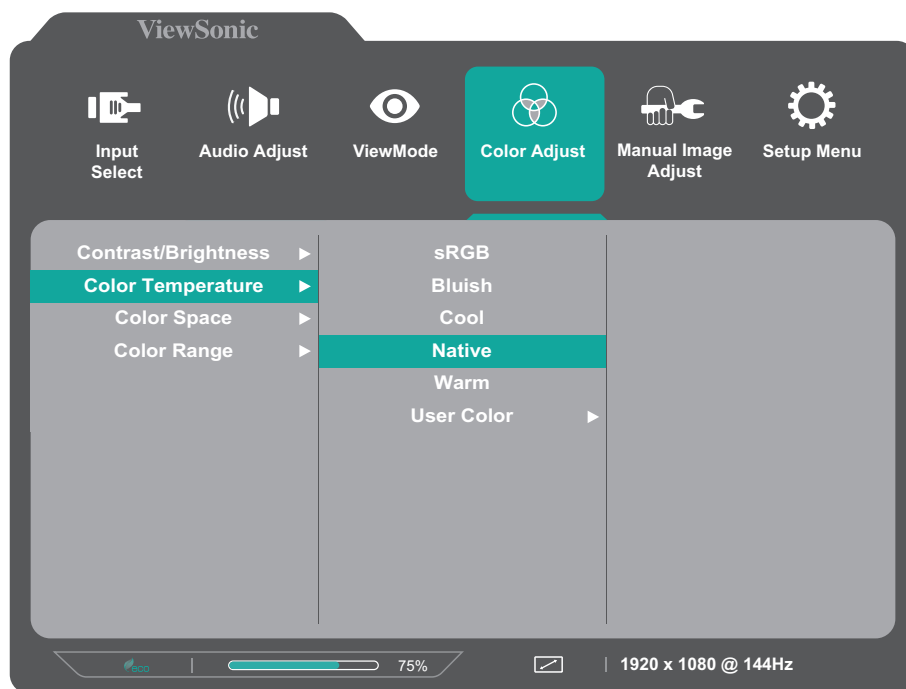 ViewSonic
Input
Select
Audio Adjust
ViewMode
Color Adjust
Manual Image
Adjust
Setup Menu
Contrast/Brightness
Color Temperature
Color Space
Color Range
sRGB
Bluish
Cool
Native
Warm
User Color
eco
75%
1920 x 1080 @ 144Hz